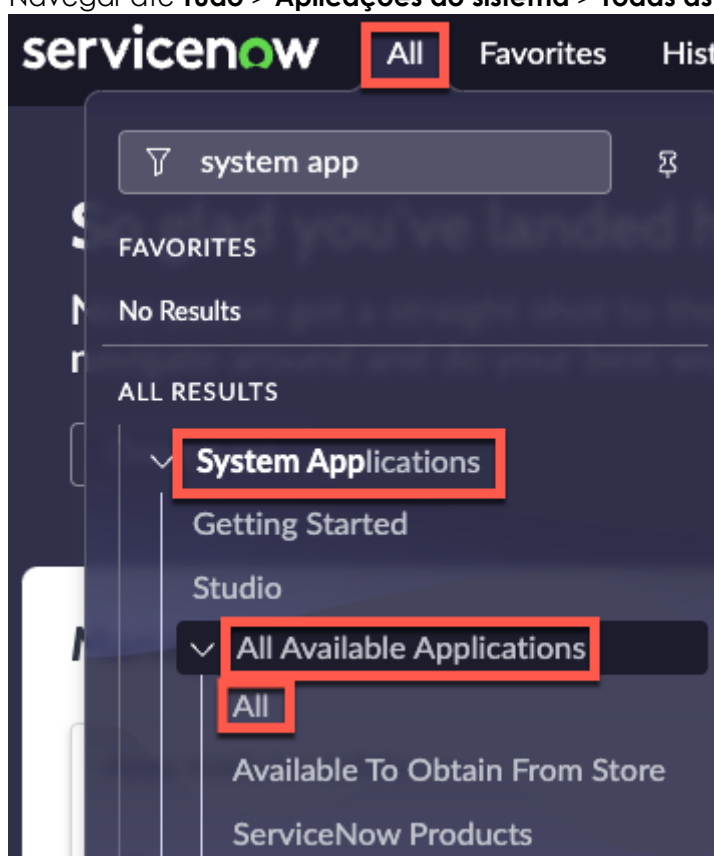 Navegar até Tudo > Aplicações do sistema > Todas as
servicenow All Favorites Hist
system app
FAVORITES
No Results
ALL RESULTS
System Applications
Getting Started
Studio
All Available Applications
All
Available To Obtain From Store
ServiceNow Products